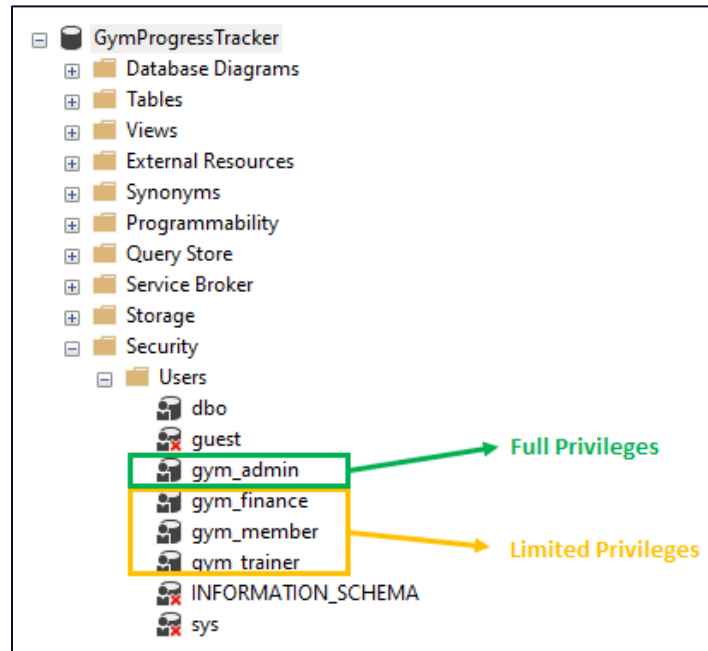 GymProgressTracker
Database Diagrams
Tables
Views
External Resources
Synonyms
Programmability
Query Store
Service Broker
Storage
Security
Users
dbo
guest
gym_admin
Full Privileges
gym_finance
gym_member
Limited Privileges
gym_trainer
INFORMATION_SCHEMA
sys